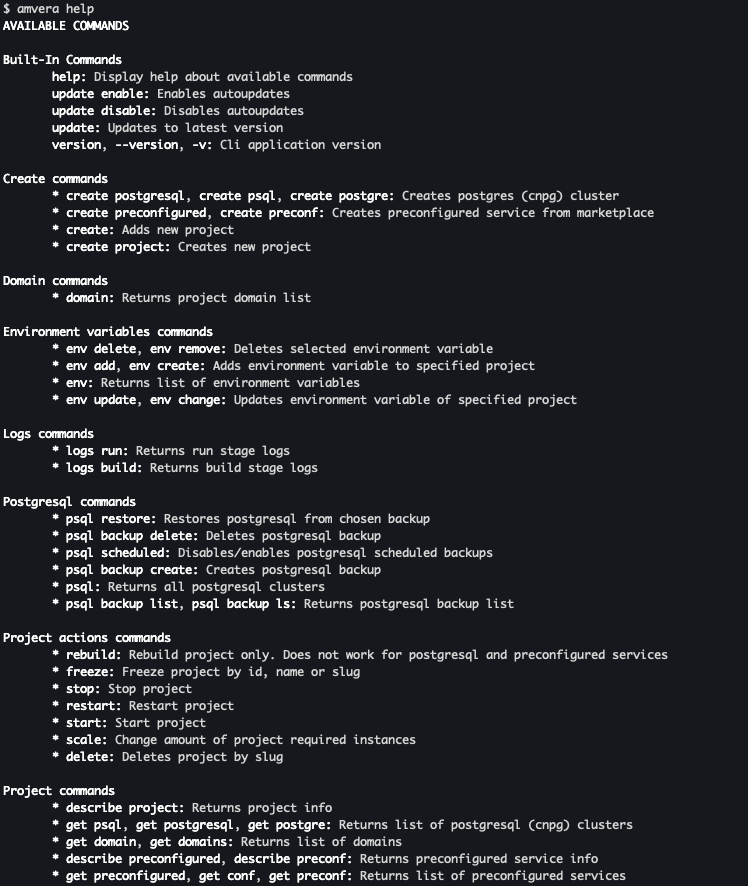 $ amvera help
AVAILABLE COMMANDS
Built-In Commands
help: Display help about available commands
update enable: Enables autoupdates
update disable: Disables autoupdates
update: Updates to latest version
version, --version, -v: Cli application version
Create commands
* create postgresql, create psql, create postgre: Creates postgres (cnpg) cluster
* create preconfigured, create preconf: Creates preconfigured service from marketplace
* create: Adds new project
* create project: Creates new project
Domain commands
* domain: Returns project domain list
Environment variables commands
* env delete, env remove: Deletes selected environment variable
* env add, env create: Adds environment variable to specified project
* env: Returns list of environment variables
* env update, env change: Updates environment variable of specified project
Logs commands
* logs run: Returns run stage logs
* logs build: Returns build stage logs
Postgresql commands
* psql restore: Restores postgresql from chosen backup
* psql backup delete: Deletes postgresql backup
* psql scheduled: Disables/enables postgresql scheduled backups
* psql backup create: Creates postgresql backup
* psql: Returns all postgresql clusters
* psql backup list, psql backup ls: Returns postgresql backup list
Project actions commands
* rebuild: Rebuild project only. Does not work for postgresql and preconfigured services
* freeze: Freeze project by id, name or slug
* stop: Stop project
* restart: Restart project
* start: Start project
* scale: Change amount of project required instances
* delete: Deletes project by slug
Project commands
* describe project: Returns project info
* get psql, get postgresql, get postgre: Returns list of postgresql (cnpg) clusters
* get domain, get domains: Returns list of domains
* describe preconfigured, describe preconf: Returns preconfigured service info
* get preconfigured, get conf, get preconf: Returns list of preconfigured services